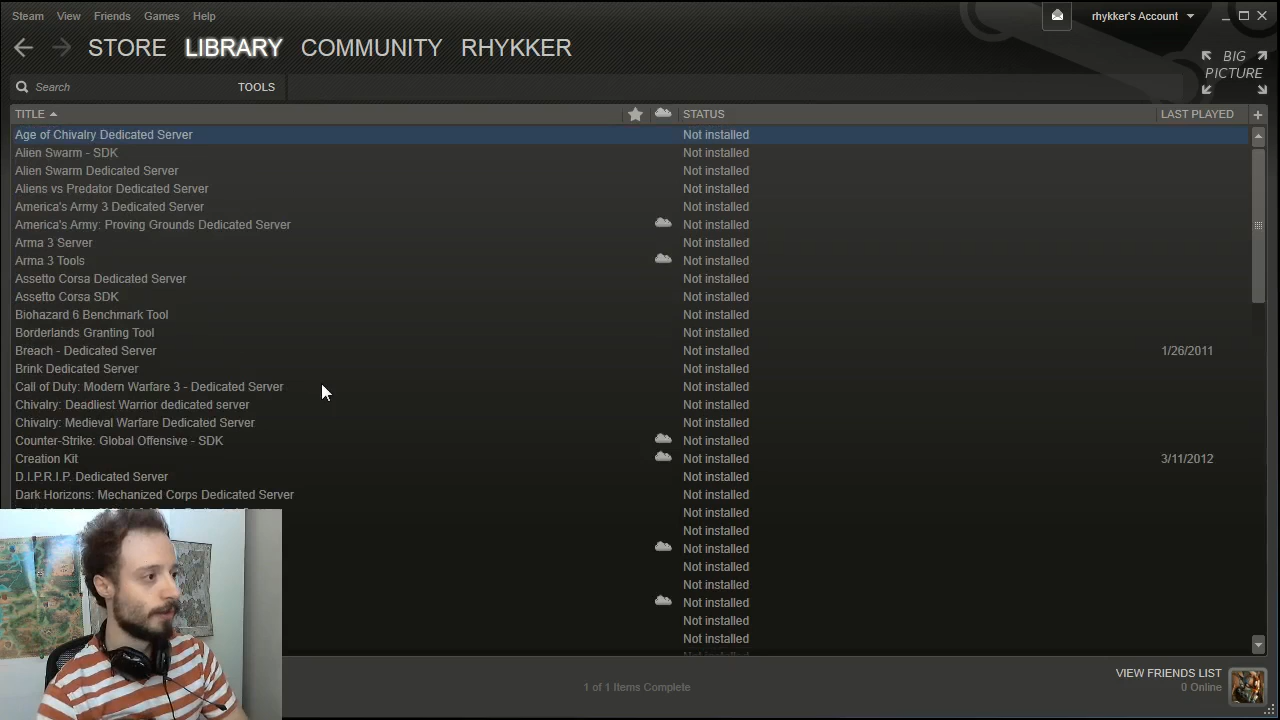 Steam View Friends Games Help rhykker's Account
STORE LIBRARY COMMUNITY RHYKKER BIG PICTURE
Search TOOLS
TITLE STATUS LAST PLAYED +
Age of Chivalry Dedicated Server Not installed
Alien Swarm - SDK Not installed
Alien Swarm Dedicated Server Not installed
Aliens vs Predator Dedicated Server Not installed
America's Army 3 Dedicated Server Not installed
America's Army: Proving Grounds Dedicated Server Not installed
Arma 3 Server Not installed
Arma 3 Tools Not installed
Assetto Corsa Dedicated Server Not installed
Assetto Corsa SDK Not installed
Biohazard 6 Benchmark Tool Not installed
Borderlands Granting Tool Not installed
Breach - Dedicated Server Not installed 1/26/2011
Brink Dedicated Server Not installed
Call of Duty: Modern Warfare 3 - Dedicated Server Not installed
Chivalry: Deadliest Warrior dedicated server Not installed
Chivalry: Medieval Warfare Dedicated Server Not installed
Counter-Strike: Global Offensive - SDK Not installed
Creation Kit Not installed 3/11/2012
D.I.P.R.I.P. Dedicated Server Not installed
Dark Horizons: Mechanized Corps Dedicated Server Not installed
Not installed
Not installed
Not installed
Not installed
Not installed
Not installed
Not installed
Not installed
VIEW FRIENDS LIST
1 of 1 Items Complete 0 Online